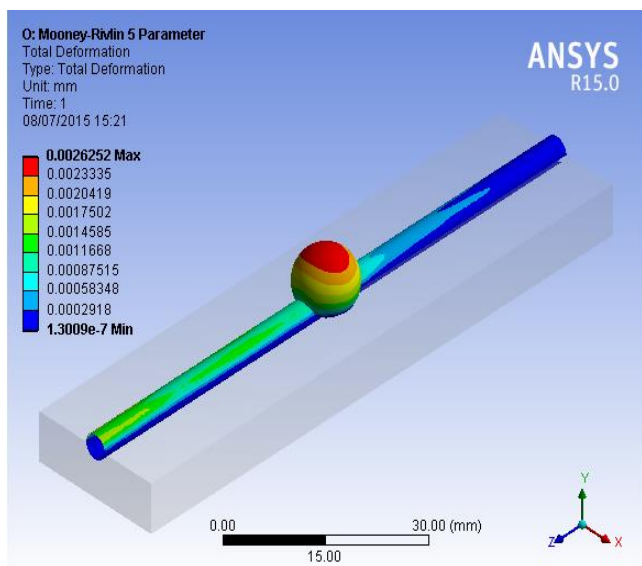 O: Mooney-Rivlin 5 Parameter
Total Deformation
Type: Total Deformation
Unit: mm
Time: 1
08/07/2015 15:21
ANSYS
R15.0
0.0026252 Max
0.0023335
0.0020419
0.0017502
0.0014585
0.0011668
0.00087515
0.00058348
0.0002918
1.3009e-7 Min
0.00
30.00 (mm)
15.00
Y
Z
X